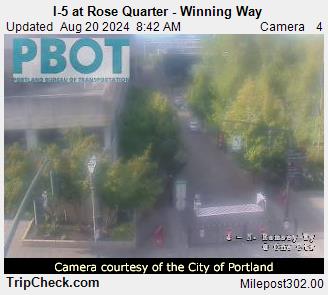 I-5 at Rose Quarter - Winning Way
Updated Aug 20 2024 8:42 AM Camera 4
PBOT
PORTLAND BUREAU OF TRANSPORTATION
Camera courtesy of the City of Portland
TripCheck.com Milepost302.00